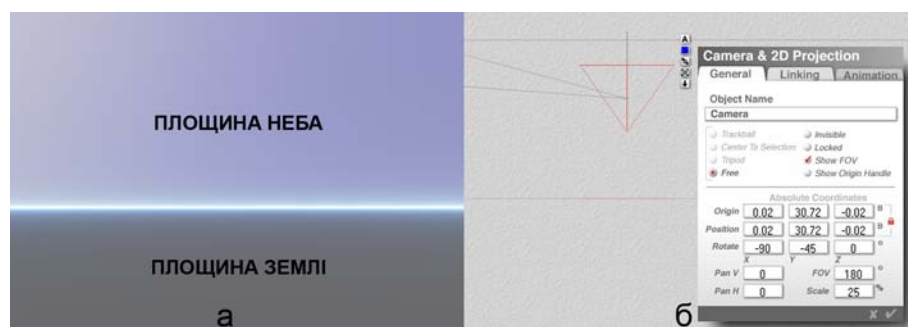 ПЛОЩИНА НЕБА
ПЛОЩИНА ЗЕМЛІ
а
б
A
Camera & 2D Projection
General Linking Animation
Object Name
Camera
Trackball Invisible
Center To Selection Locked
Tripod Show FOV
Free Show Origin Handle
Absolute Coordinates
Origin 0.02 30.72 -0.02 B
Position 0.02 30.72 -0.02 B
Rotate -90 -45 0 °
X Y Z
Pan V 0 FOV 180 °
Pan H 0 Scale 25 %